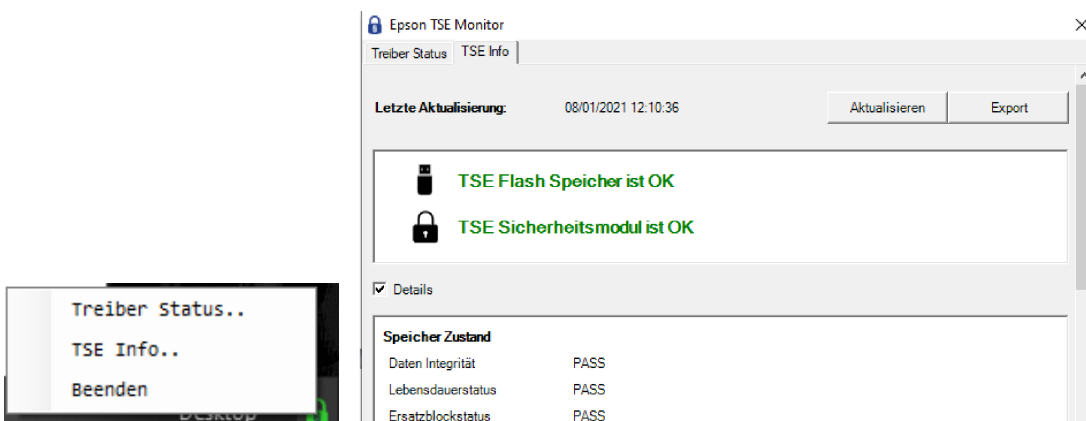 Treiber Status..
TSE Info..
Beenden
Desktop
Epson TSE Monitor
Treiber Status TSE Info
Letzte Aktualisierung: 08/01/2021 12:10:36 Aktualisieren Export
TSE Flash Speicher ist OK
TSE Sicherheitsmodul ist OK
Details
Speicher Zustand
Daten Integrität PASS
Lebensdauerstatus PASS
Ersatzblockstatus PASS